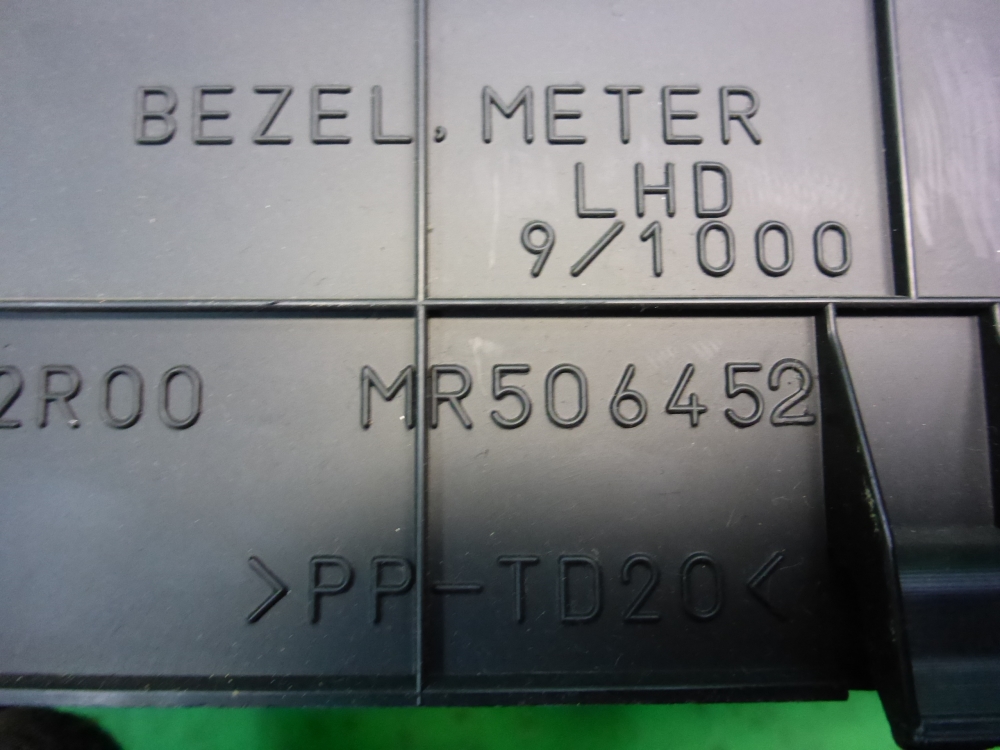 BEZEL, METER
LHD
9/1000
2R00 MR506452
>PP-TD20<